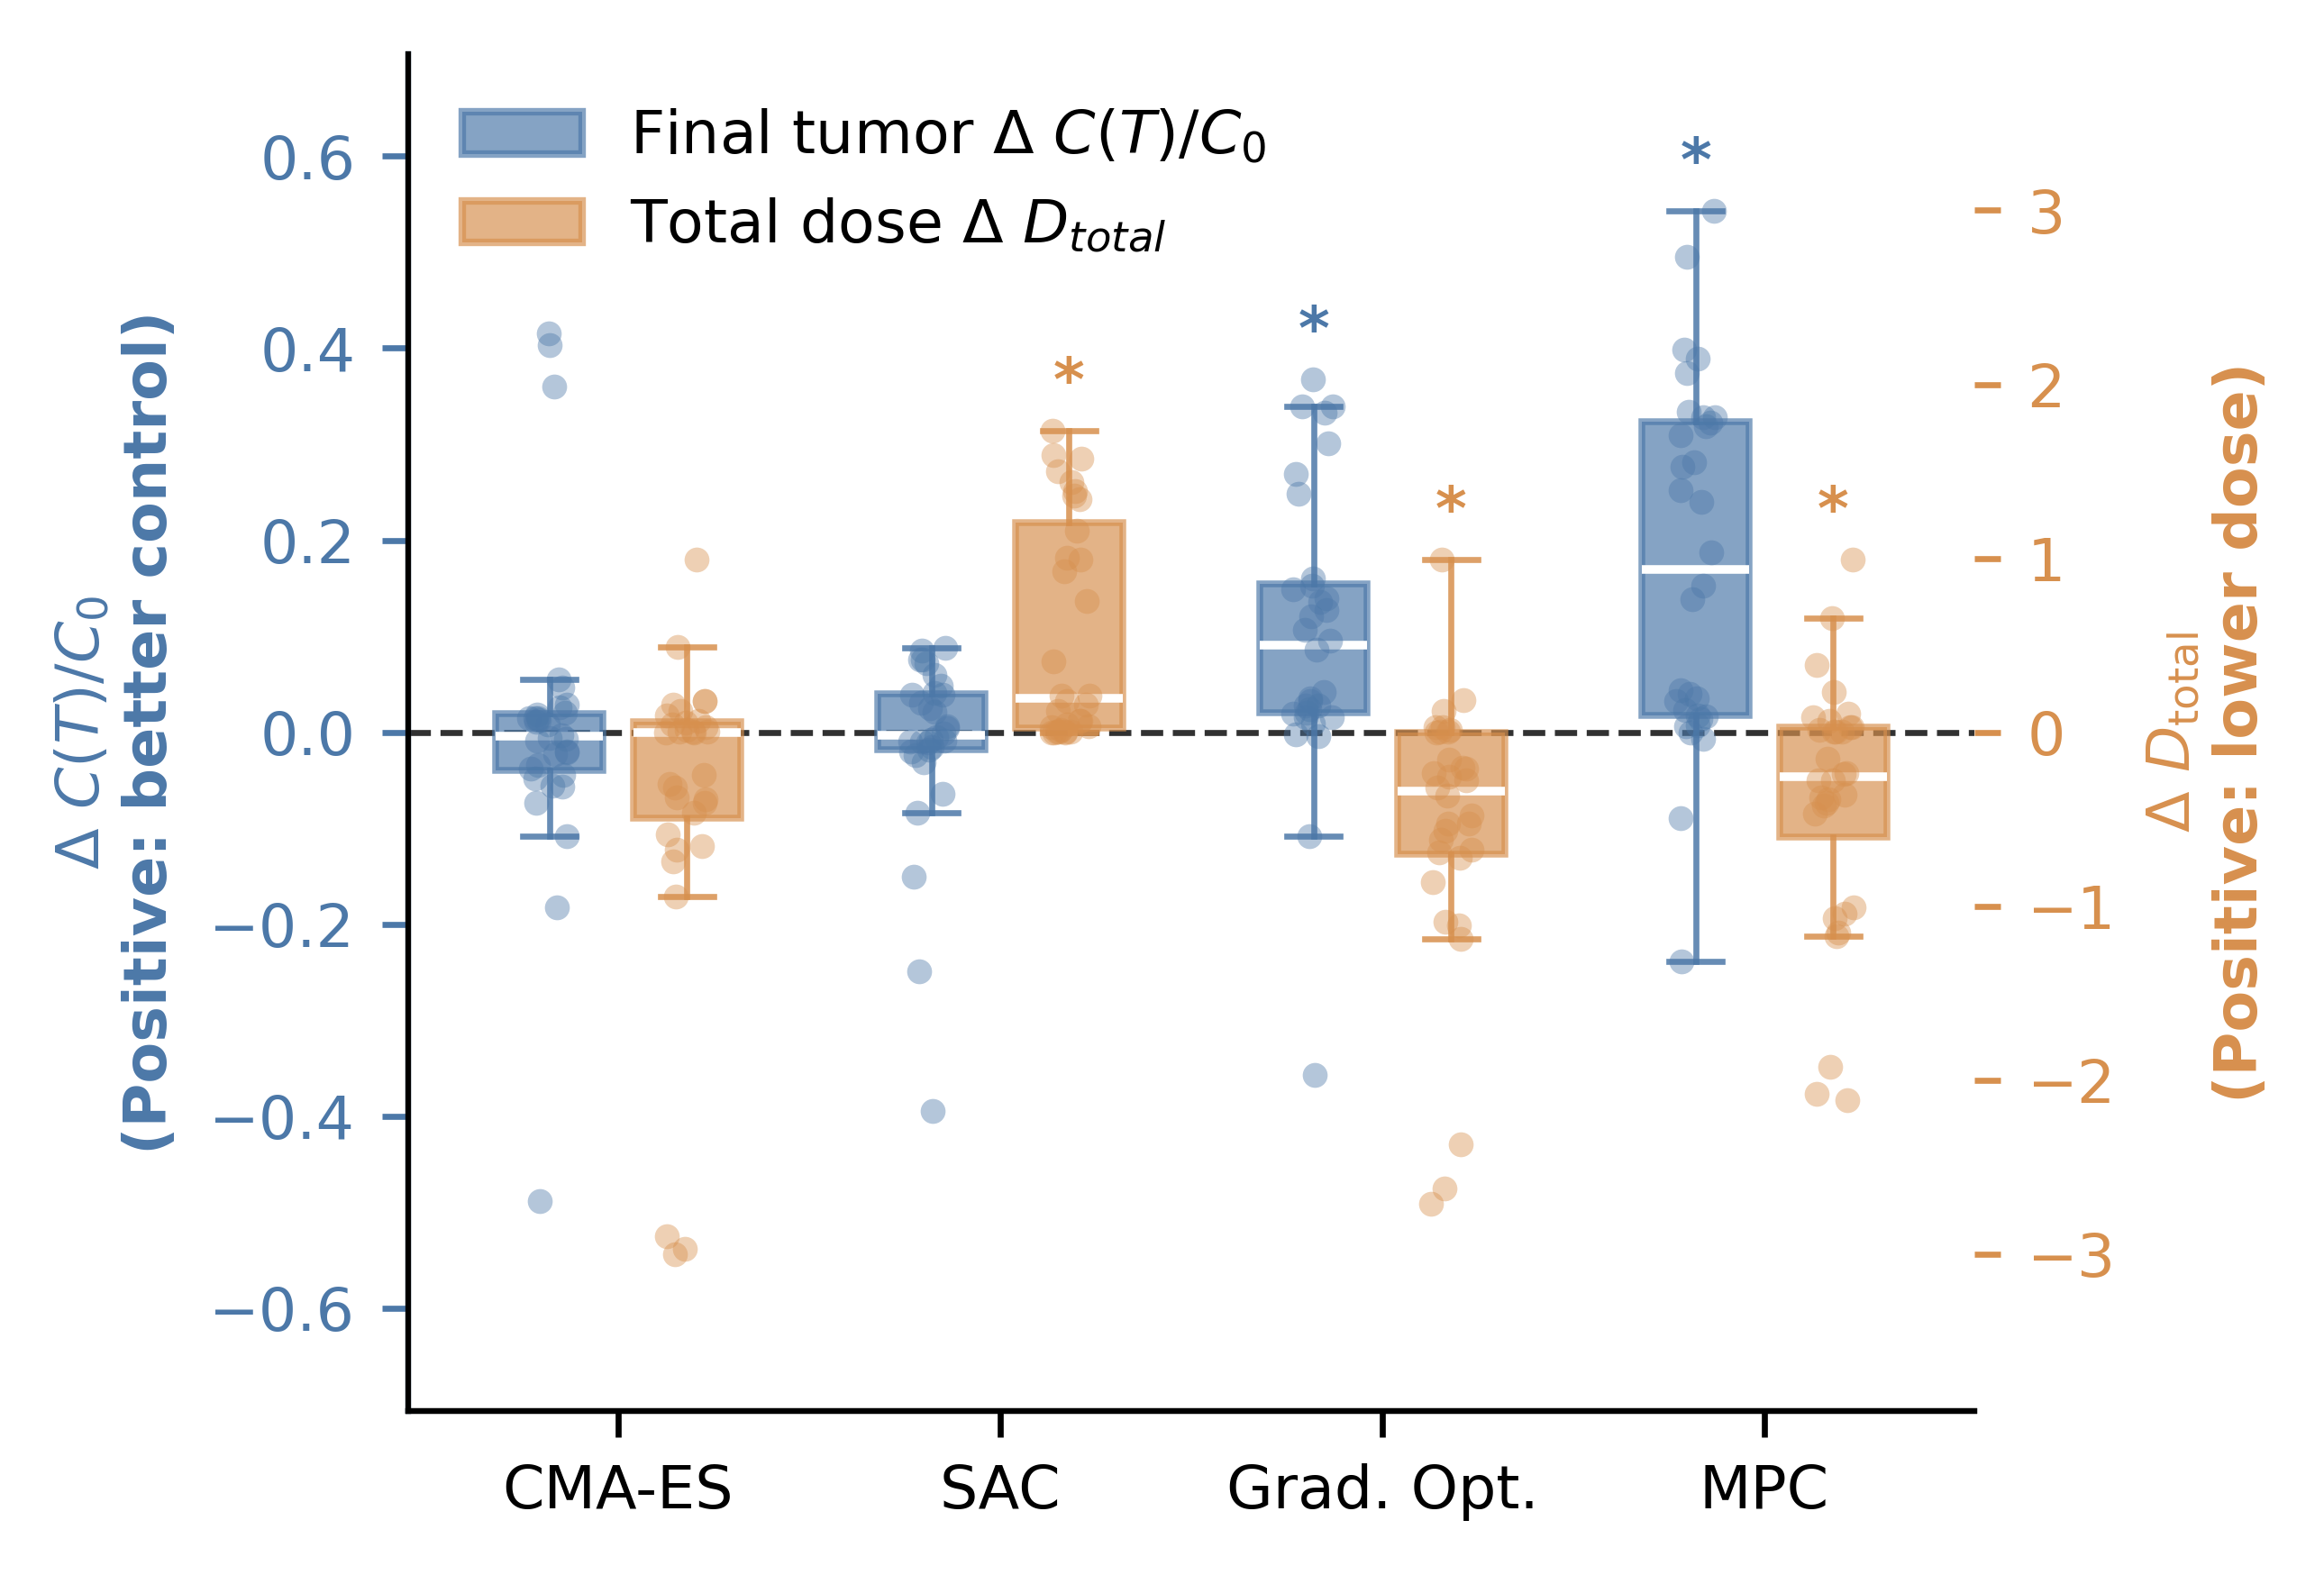 Final tumor Δ C(T)/C₀
Total dose Δ D_total
Δ C(T)/C₀
(Positive: better control)
0.6
0.4
0.2
0.0
−0.2
−0.4
−0.6
*
*
*
*
*
3
2
1
0
−1
−2
−3
Δ D_total
(Positive: lower dose)
CMA-ES
SAC
Grad. Opt.
MPC